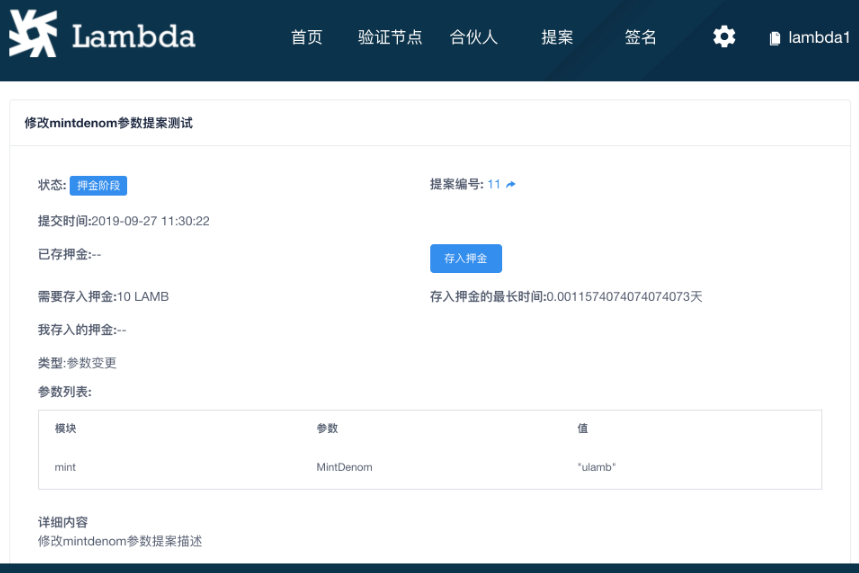 Lambda 首页 验证节点 合伙人 提案 签名 lambda1
修改mintdenom参数提案测试
状态: 押金阶段 提案编号: 11
提交时间:2019-09-27 11:30:22
已存押金:-- 存入押金
需要存入押金:10 LAMB 存入押金的最长时间:0.0011574074074074073天
我存入的押金:--
类型:参数变更
参数列表:
模块 参数 值
mint MintDenom "ulamb"
详细内容
修改mintdenom参数提案描述